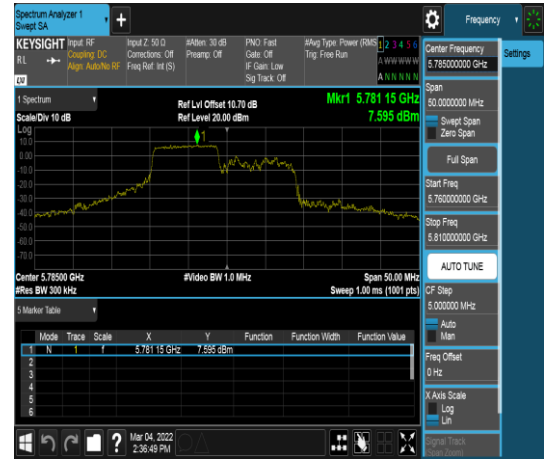 Spectrum Analyzer 1
Swept SA
+
Frequency
KEYSIGHT
RL
Input: RF
Coupling: DC
Align: Auto/No RF
Input Z: 50 Ω
Corrections: Off
Freq Ref: Int (S)
#Atten: 30 dB
Preamp: Off
PNO: Fast
Gate: Off
IF Gain: Low
Sig Track: Off
#Avg Type: Power (RMS
Trig: Free Run
1 2 3 4 5 6
A W W W W W
A N N N N N
Center Frequency
5.785000000 GHz
Settings
Span
50.0000000 MHz
Swept Span
Zero Span
Full Span
Start Freq
5.760000000 GHz
Stop Freq
5.810000000 GHz
AUTO TUNE
CF Step
5.000000 MHz
Auto
Man
Freq Offset
0 Hz
X Axis Scale
Log
Lin
Signal Track
(Span Zoom)
1 Spectrum
Scale/Div 10 dB
Ref Lvl Offset 10.70 dB
Ref Level 20.00 dBm
Mkr1 5.781 15 GHz
7.595 dBm
Log
1
10.0
0.00
-10.0
-20.0
-30.0
-40.0
-50.0
-60.0
-70.0
Center 5.78500 GHz
#Res BW 300 kHz
#Video BW 1.0 MHz
Span 50.00 MHz
Sweep 1.00 ms (1001 pts)
5 Marker Table
Mode Trace Scale X Y Function Function Width Function Value
1 N 1 f 5.781 15 GHz 7.595 dBm
2
3
4
5
6
?
Mar 04, 2022
2:36:49 PM